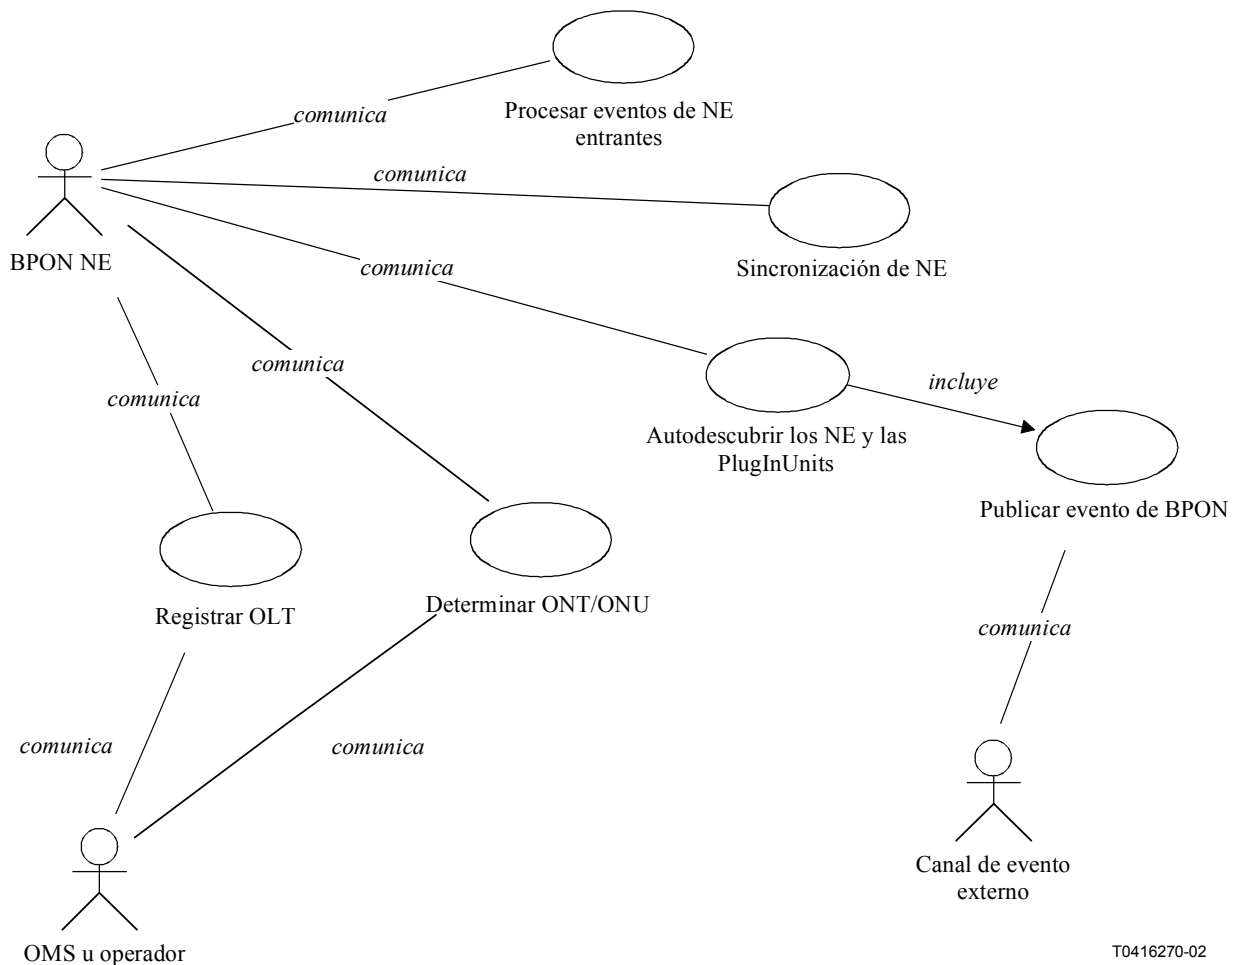 comunica
Procesar eventos de NE
entrantes
comunica
BPON NE
comunica
Sincronización de NE
comunica
comunica
incluye
Autodescubrir los NE y las
PlugInUnits
Publicar evento de BPON
Registrar OLT
Determinar ONT/ONU
comunica
comunica
comunica
Canal de evento
externo
OMS u operador
T0416270-02